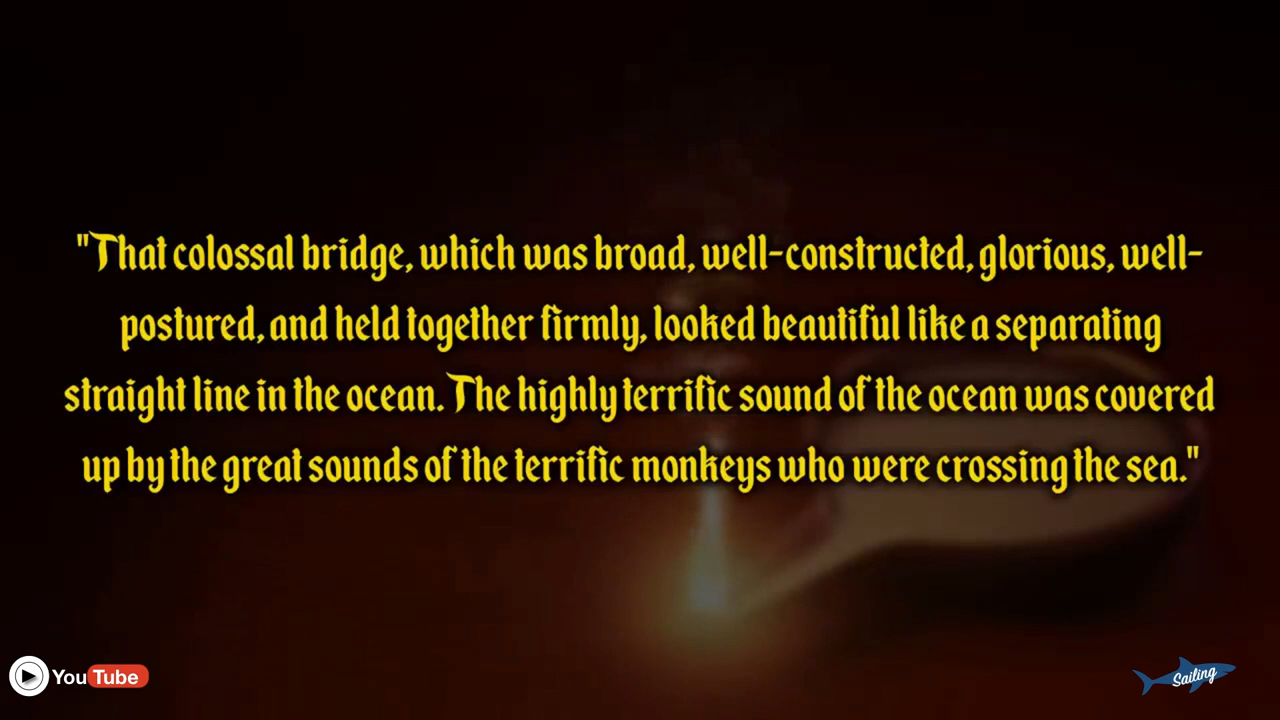 "That colossal bridge, which was broad, well-constructed, glorious, well-
postured, and held together firmly, looked beautiful like a separating
straight line in the ocean. The highly terrific sound of the ocean was covered
up by the great sounds of the terrific monkeys who were crossing the sea."
YouTube
Sailing